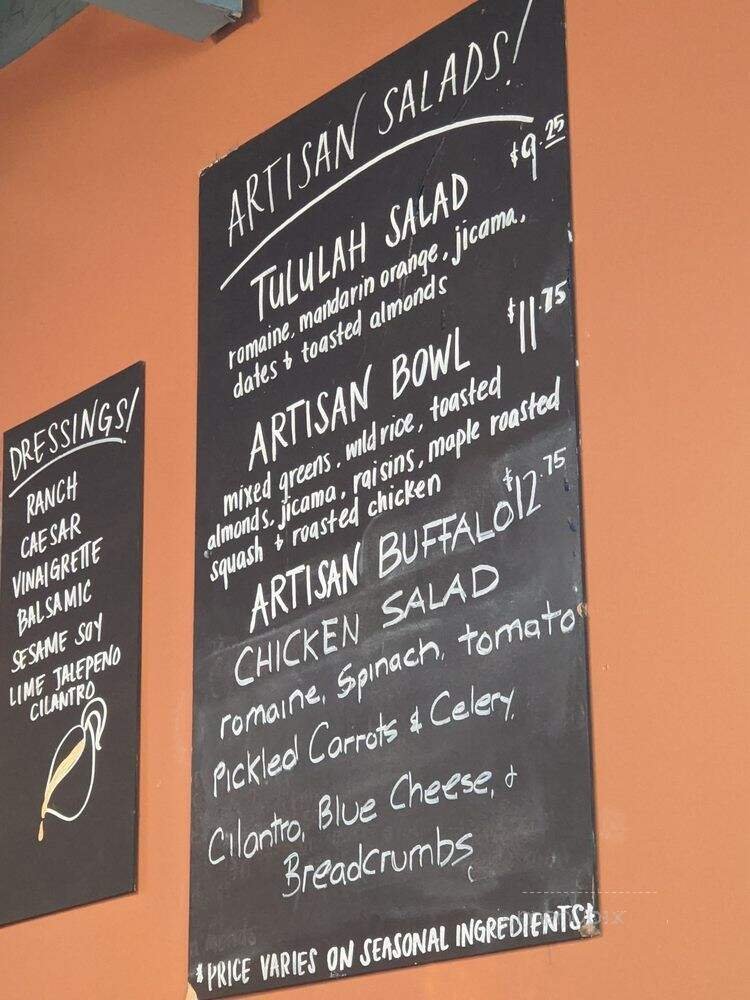 ARTISAN SALADS!
$9.25
TULULAH SALAD
romaine, mandarin orange, jicama,
dates & toasted almonds
$11.75
ARTISAN BOWL
mixed greens, wild rice, toasted
almonds, jicama, raisins, maple roasted
squash & roasted chicken
$12.75
ARTISAN BUFFALO
CHICKEN SALAD
romaine, Spinach, tomato
Pickled Carrots & Celery,
Cilantro, Blue Cheese, &
Breadcrumbs
*PRICE VARIES ON SEASONAL INGREDIENTS*
DRESSINGS!
RANCH
CAESAR
VINAIGRETTE
BALSAMIC
SESAME SOY
LIME JALEPENO
CILANTRO